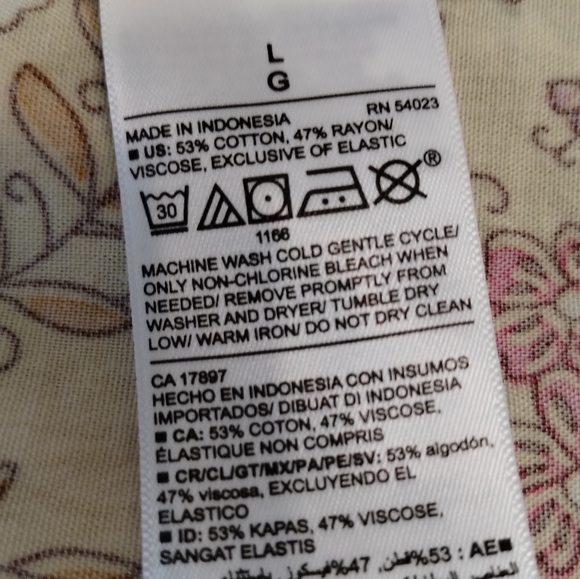 L
G
MADE IN INDONESIA RN 54023
■ US: 53% COTTON, 47% RAYON/
VISCOSE, EXCLUSIVE OF ELASTIC
30
®
1166
MACHINE WASH COLD GENTLE CYCLE/
ONLY NON-CHLORINE BLEACH WHEN
NEEDED/ REMOVE PROMPTLY FROM
WASHER AND DRYER/ TUMBLE DRY
LOW/ WARM IRON/ DO NOT DRY CLEAN
CA 17897
HECHO EN INDONESIA CON INSUMOS
IMPORTADOS/ DIBUAT DI INDONESIA
■ CA: 53% COTON, 47% VISCOSE,
ÉLASTIQUE NON COMPRIS
■ CR/CL/GT/MX/PA/PE/SV: 53% algodón,
47% viscosa, EXCLUYENDO EL
ELASTICO
■ ID: 53% KAPAS, 47% VISCOSE,
SANGAT ELASTIS
■AE : 53% قطن, 47%